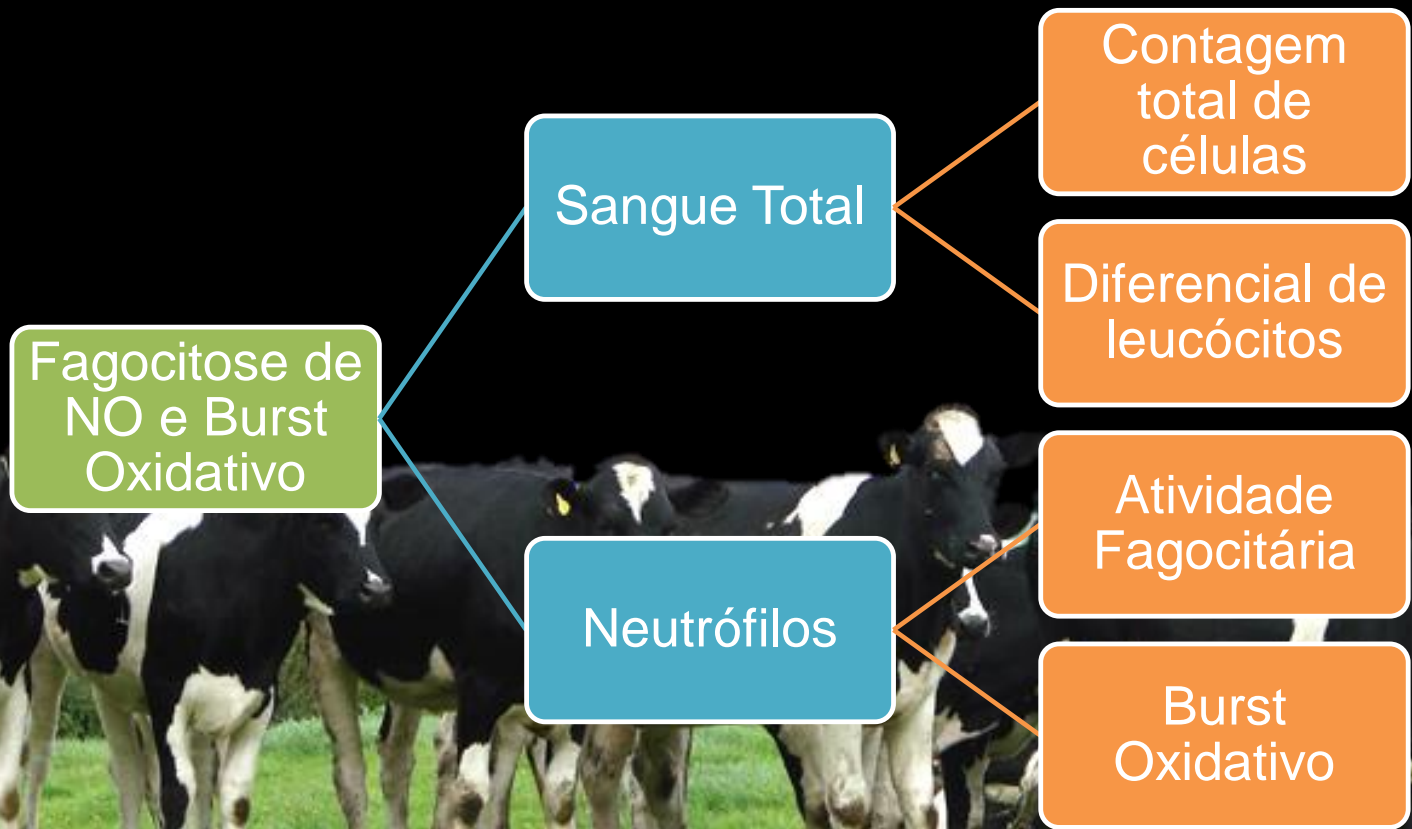 Fagocitose de
NO e Burst
Oxidativo
Sangue Total
Contagem
total de
células
Diferencial de
leucócitos
Neutrófilos
Atividade
Fagocitária
Burst
Oxidativo